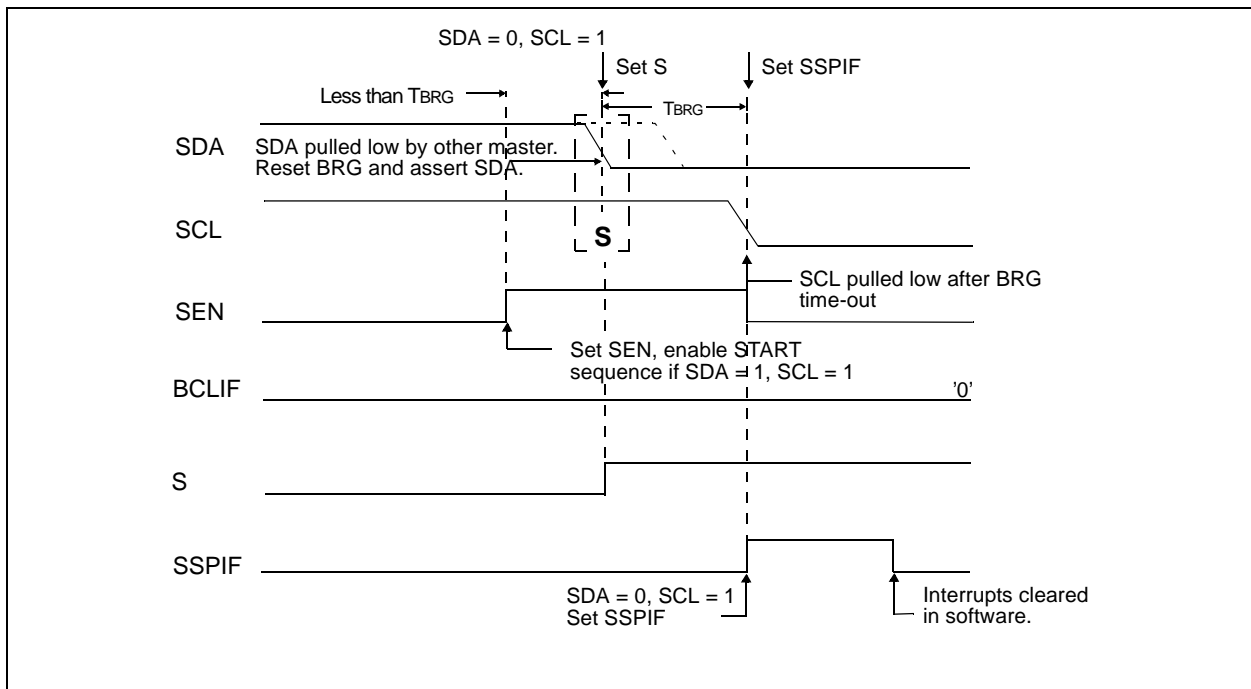 SDA = 0, SCL = 1
Set S
Set SSPIF
Less than TBRG
TBRG
SDA
SDA pulled low by other master.
Reset BRG and assert SDA.
SCL
S
SCL pulled low after BRG
time-out
SEN
Set SEN, enable START
sequence if SDA = 1, SCL = 1
BCLIF
'0'
S
SSPIF
SDA = 0, SCL = 1
Set SSPIF
Interrupts cleared
in software.